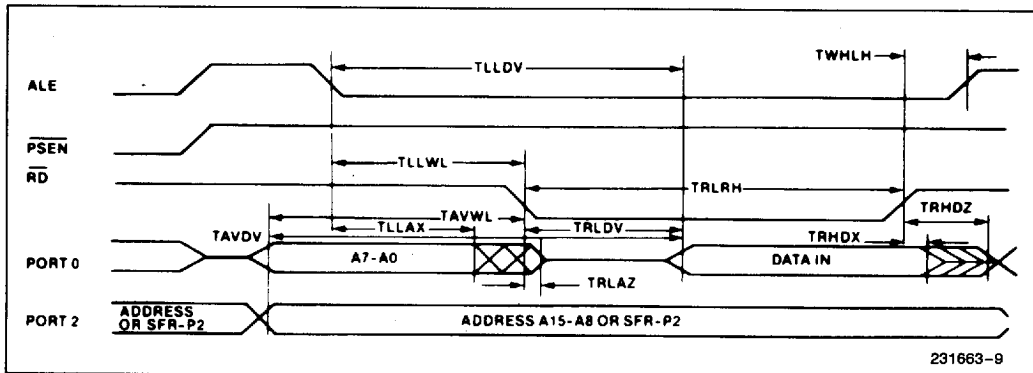 TLLDV
TWHLH
ALE
PSEN
TLLWL
RD
TRLRH
TAVWL
TRHDZ
TAVDV
TLLAX
TRLDV
TRHDX
PORT 0
A7-A0
DATA IN
TRLAZ
PORT 2
ADDRESS
OR SFR-P2
ADDRESS A15-A8 OR SFR-P2
231663-9